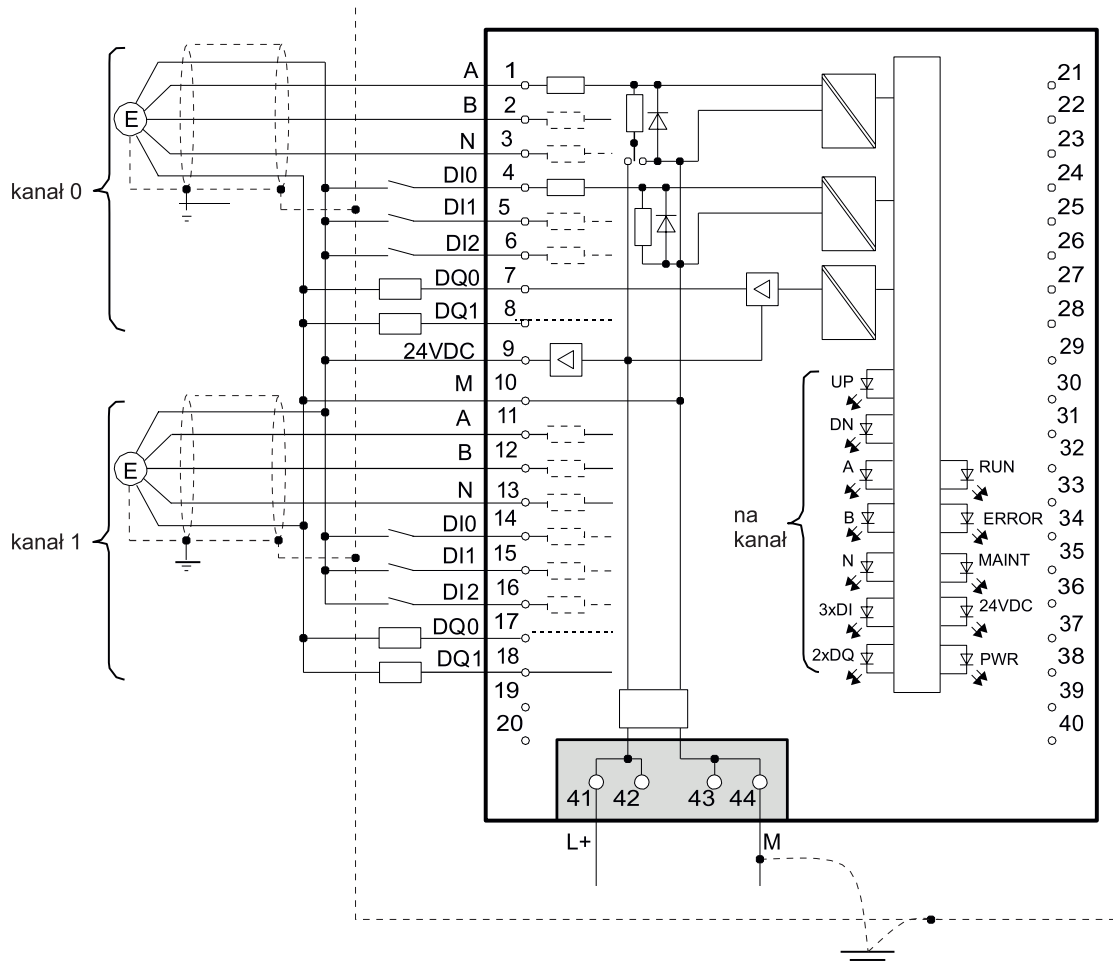 kanał 0
E
A 1
B 2
N 3
DI0 4
DI1 5
DI2 6
DQ0 7
DQ1 8
24VDC 9
M 10
kanał 1
E
A 11
B 12
N 13
DI0 14
DI1 15
DI2 16
DQ0 17
DQ1 18
19
20
21
22
23
24
25
26
27
28
29
30
31
32
33
34
35
36
37
38
39
40
na
kanał
UP
DN
A
B
N
3xDI
2xDQ
RUN
ERROR
MAINT
24VDC
PWR
41 42 43 44
L+ M